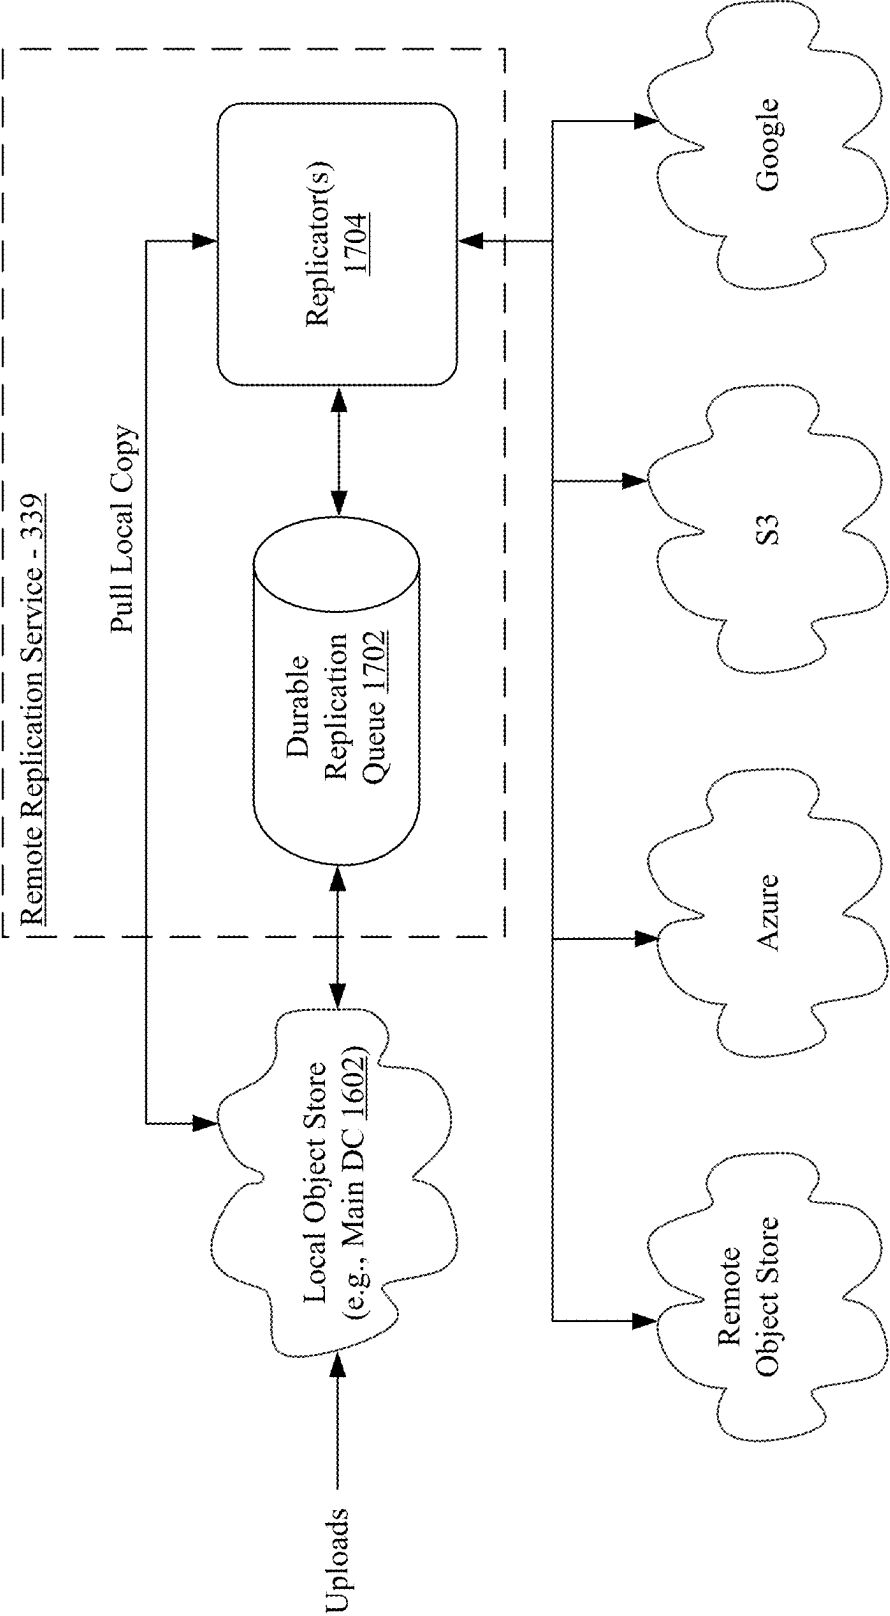 Remote Replication Service - 339
Pull Local Copy
Uploads
Local Object Store
(e.g., Main DC 1602)
Durable
Replication
Queue 1702
Replicator(s)
1704
Remote
Object Store
Azure
S3
Google